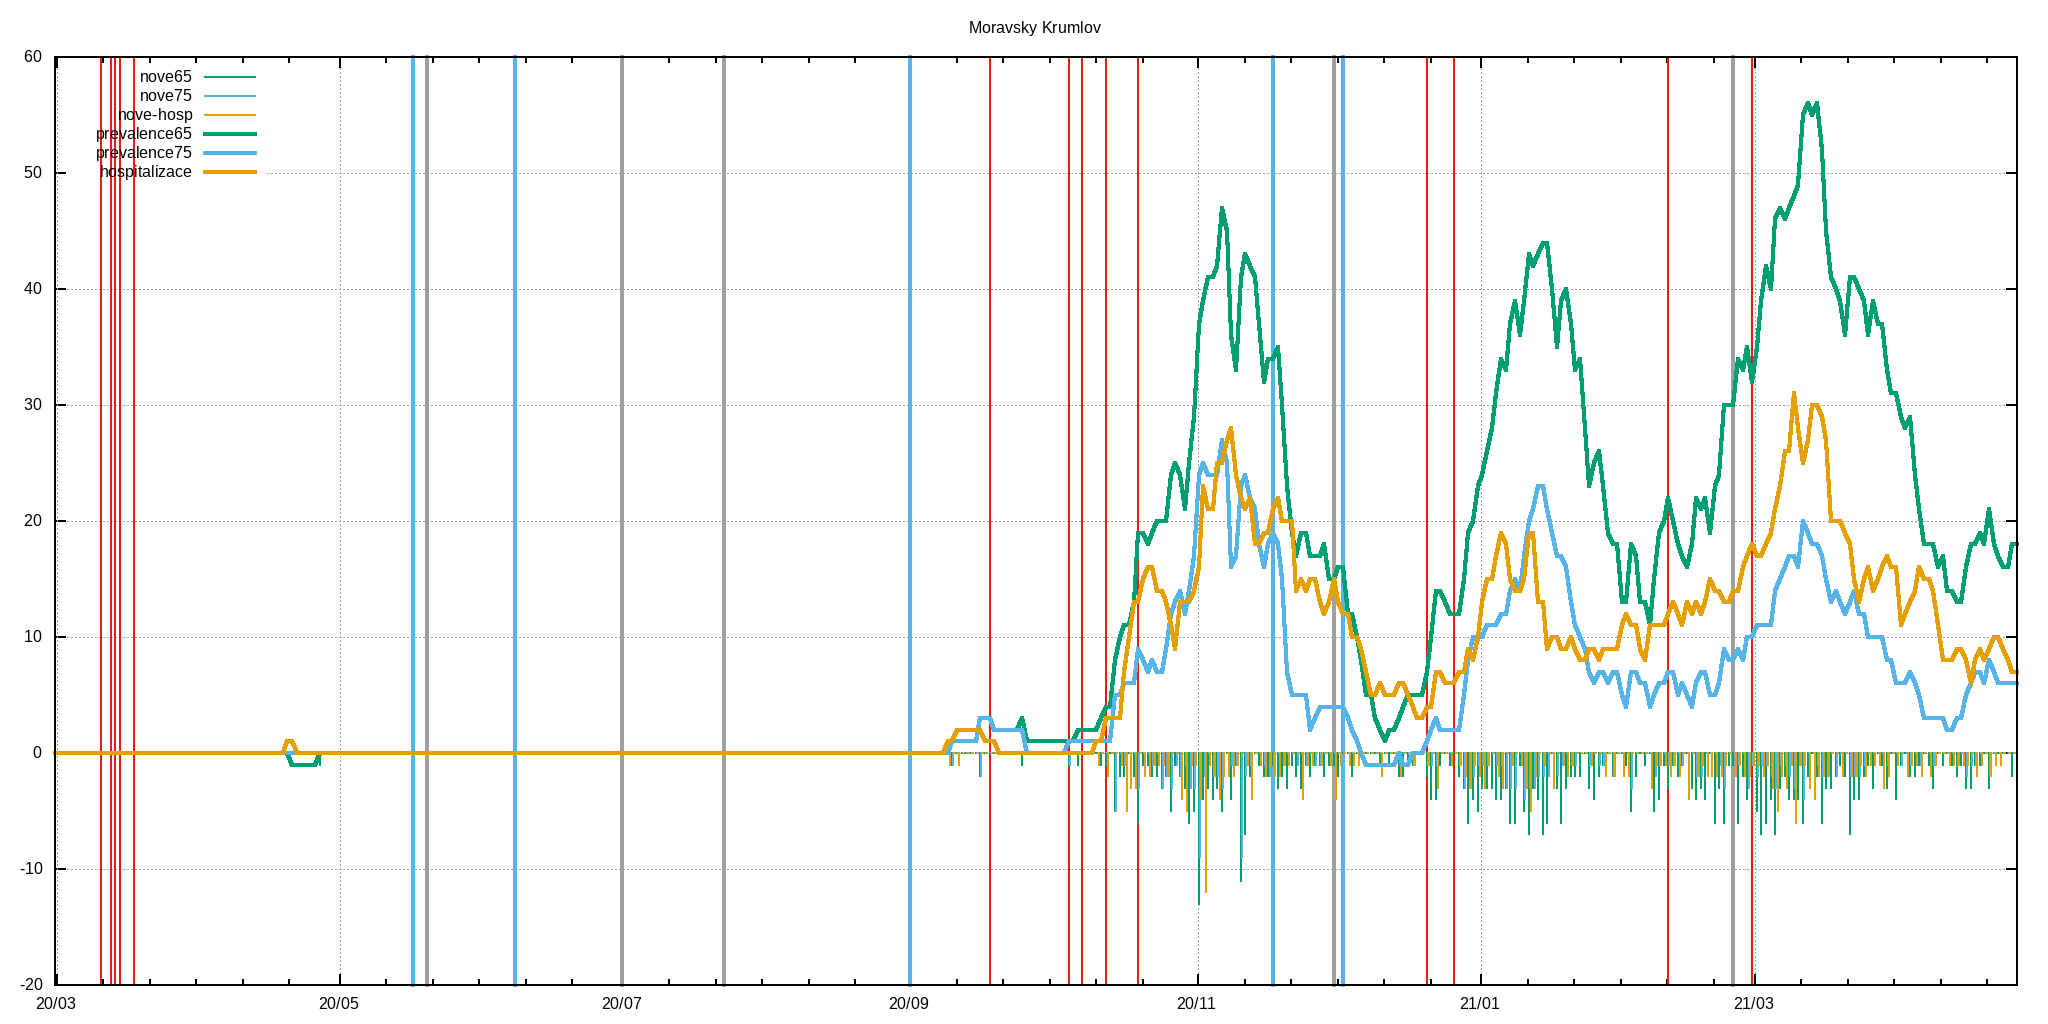 Moravsky Krumlov
60
50
40
30
20
10
0
-10
-20
nove65
nove75
nove-hosp
prevalence65
prevalence75
hospitalizace
20/03 20/05 20/07 20/09 20/11 21/01 21/03